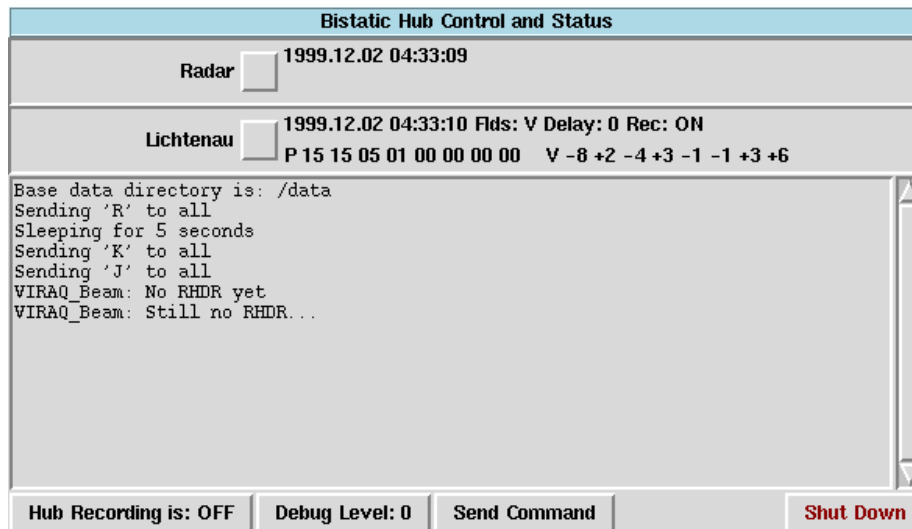 Bistatic Hub Control and Status
Radar 1999.12.02 04:33:09
Lichtenau 1999.12.02 04:33:10 Flds: V Delay: 0 Rec: ON
P 15 15 05 01 00 00 00 00 V -8 +2 -4 +3 -1 -1 +3 +6
Base data directory is: /data
Sending 'R' to all
Sleeping for 5 seconds
Sending 'K' to all
Sending 'J' to all
VIRAQ_Beam: No RHDR yet
VIRAQ_Beam: Still no RHDR...
Hub Recording is: OFF Debug Level: 0 Send Command Shut Down